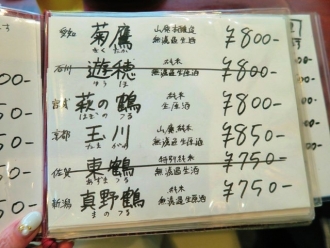 愛知 菊鷹 山廃本醸造 無濾過生原酒 ¥800-
きくたか
石川 遊穂 純米 無濾過生原酒 ¥800-
ゆうほ
宮城 萩の鶴 純米 生原酒 ¥800-
はぎのつる
京都 玉川 山廃純米 無濾過生原酒 ¥850-
たまがわ
佐賀 東鶴 特別純米 無濾過生酒 ¥750-
あずまつる
新潟 真野鶴 純米 無濾過生原酒 ¥750-
まのつる